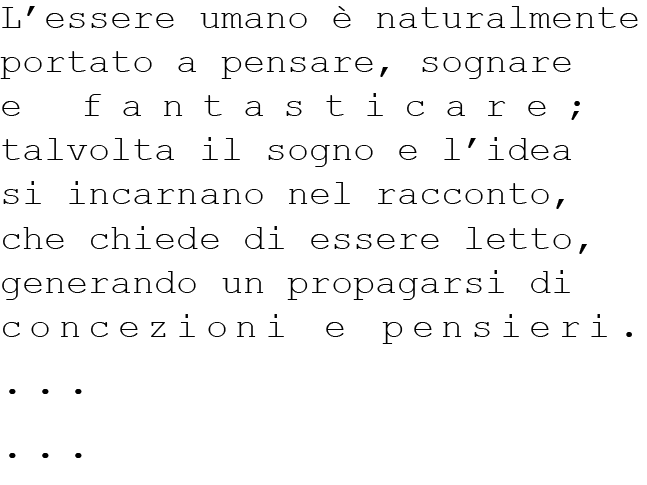 L'essere umano è naturalmente
portato a pensare, sognare
e fantasticare;
talvolta il sogno e l'idea
si incarnano nel racconto,
che chiede di essere letto,
generando un propagarsi di
concezioni e pensieri.
...
...